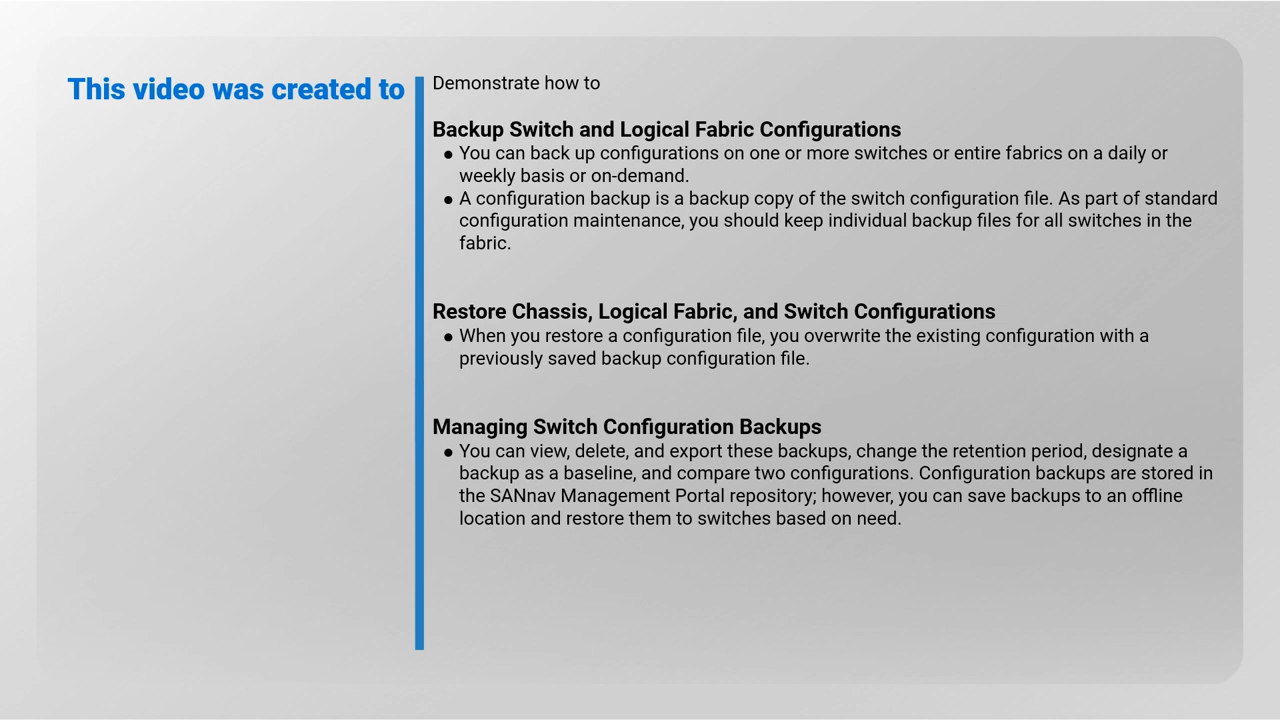 This video was created to
Demonstrate how to
Backup Switch and Logical Fabric Configurations
● You can back up configurations on one or more switches or entire fabrics on a daily or
weekly basis or on-demand.
● A configuration backup is a backup copy of the switch configuration file. As part of standard
configuration maintenance, you should keep individual backup files for all switches in the
fabric.
Restore Chassis, Logical Fabric, and Switch Configurations
● When you restore a configuration file, you overwrite the existing configuration with a
previously saved backup configuration file.
Managing Switch Configuration Backups
● You can view, delete, and export these backups, change the retention period, designate a
backup as a baseline, and compare two configurations. Configuration backups are stored in
the SANnav Management Portal repository; however, you can save backups to an offline
location and restore them to switches based on need.